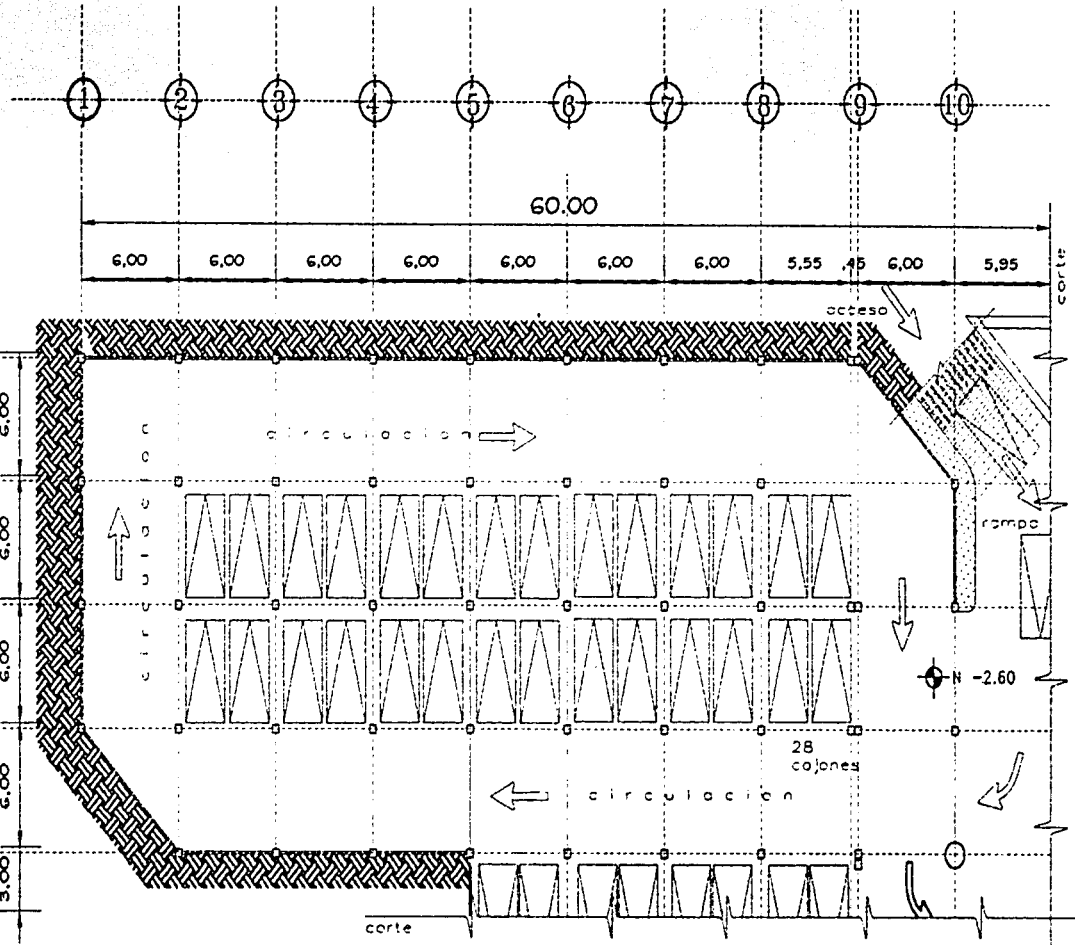 1 2 3 4 5 6 7 8 9 10
60.00
6,00 6,00 6,00 6,00 6,00 6,00 6,00 5,55 ,45 6,00 5,95
corte
acceso
6.00
circulacion
circulacion
6.00
rampa
6.00
N -2.60
28
cajones
6.00
circulacion
3.00
corte